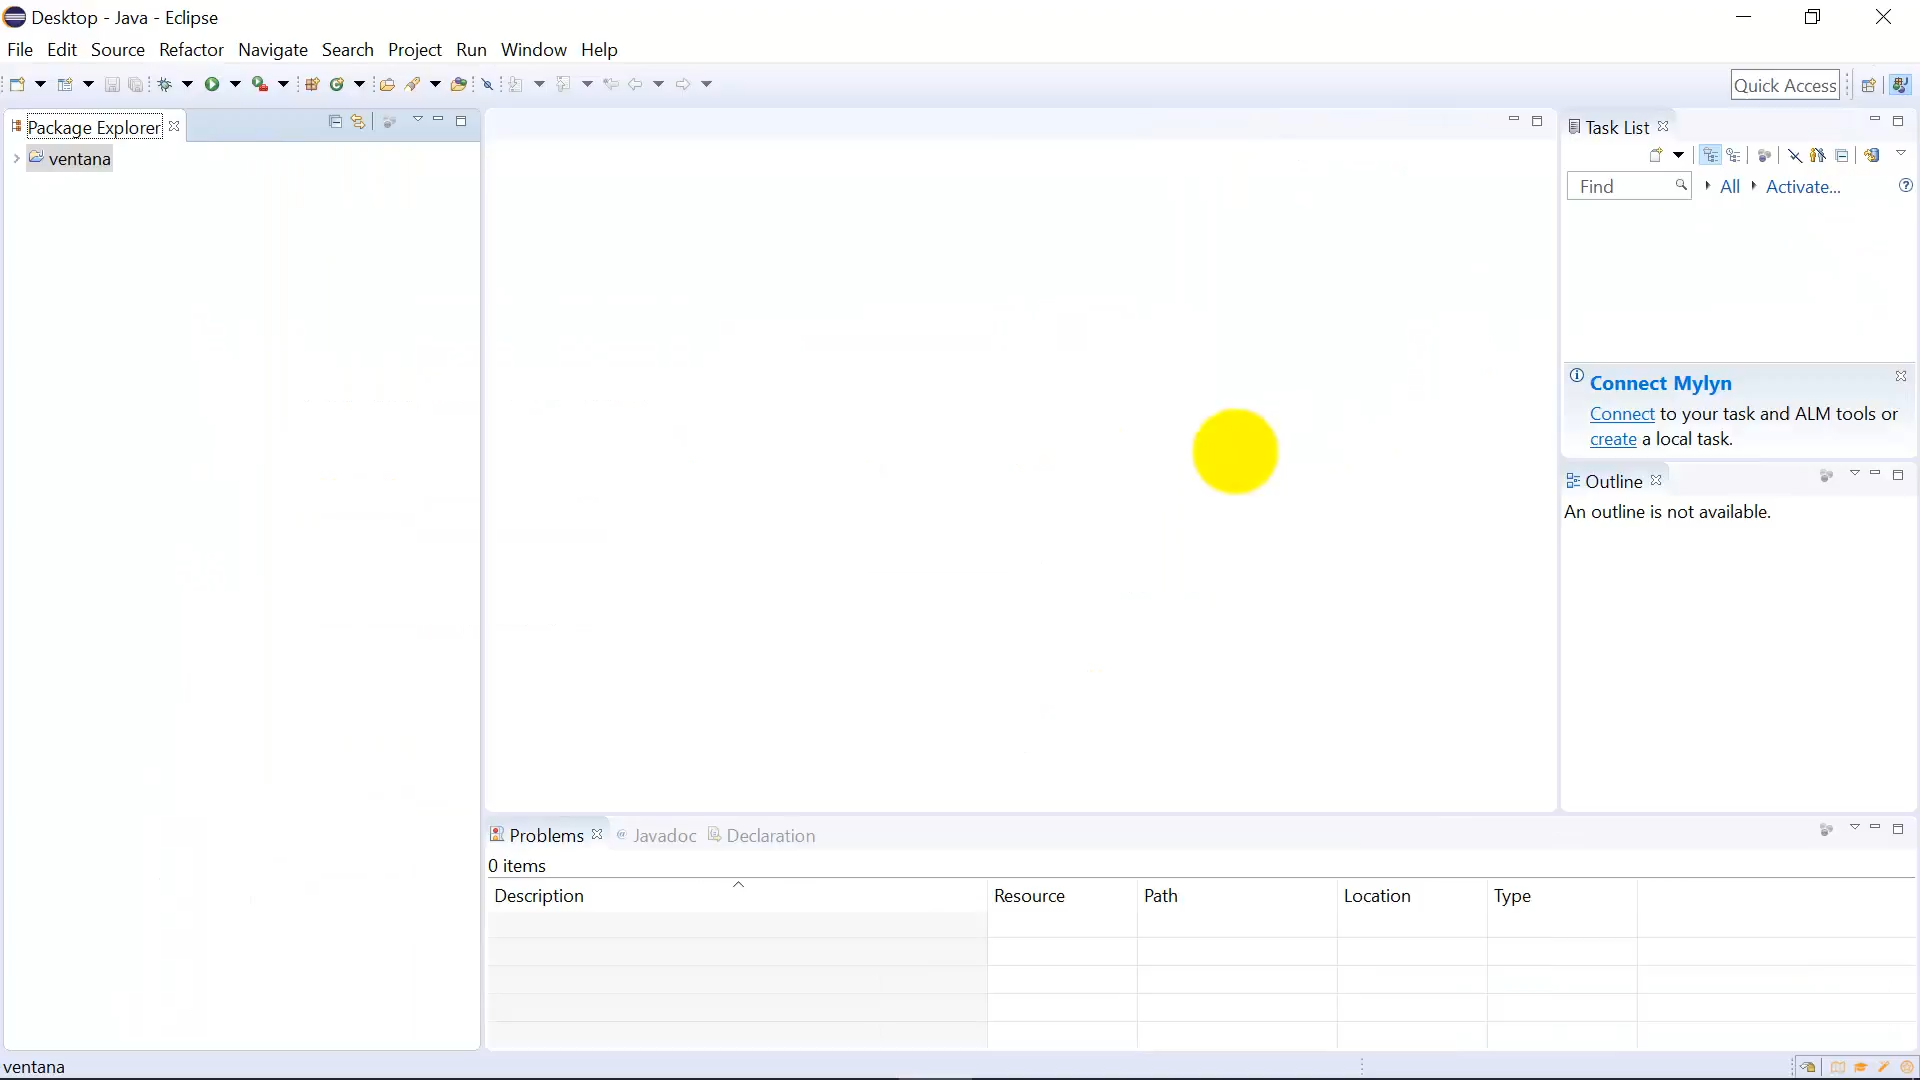 Desktop - Java - Eclipse
File Edit Source Refactor Navigate Search Project Run Window Help
Quick Access
Package Explorer
ventana
Task List
Find
All
Activate...
Connect Mylyn
Connect to your task and ALM tools or
create a local task.
Outline
An outline is not available.
Problems
Javadoc
Declaration
0 items
Description Resource Path Location Type
ventana